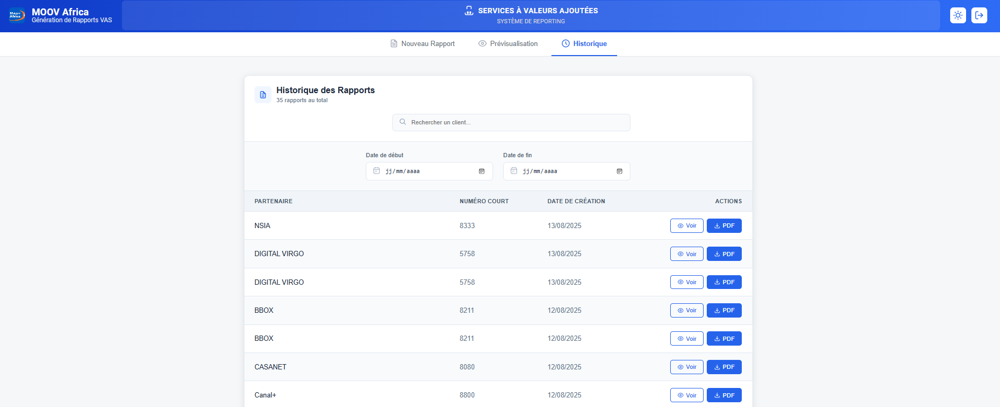 Moov
Africa
MOOV Africa
Génération de Rapports VAS
SERVICES À VALEURS AJOUTÉES
SYSTÈME DE REPORTING
Nouveau Rapport
Prévisualisation
Historique
Historique des Rapports
35 rapports au total
Rechercher un client...
Date de début
Date de fin
jj/mm/aaaa
jj/mm/aaaa
PARTENAIRE NUMÉRO COURT DATE DE CRÉATION ACTIONS
NSIA 8333 13/08/2025 Voir PDF
DIGITAL VIRGO 5758 13/08/2025 Voir PDF
DIGITAL VIRGO 5758 13/08/2025 Voir PDF
BBOX 8211 12/08/2025 Voir PDF
BBOX 8211 12/08/2025 Voir PDF
CASANET 8080 12/08/2025 Voir PDF
Canal+ 8800 12/08/2025 Voir PDF